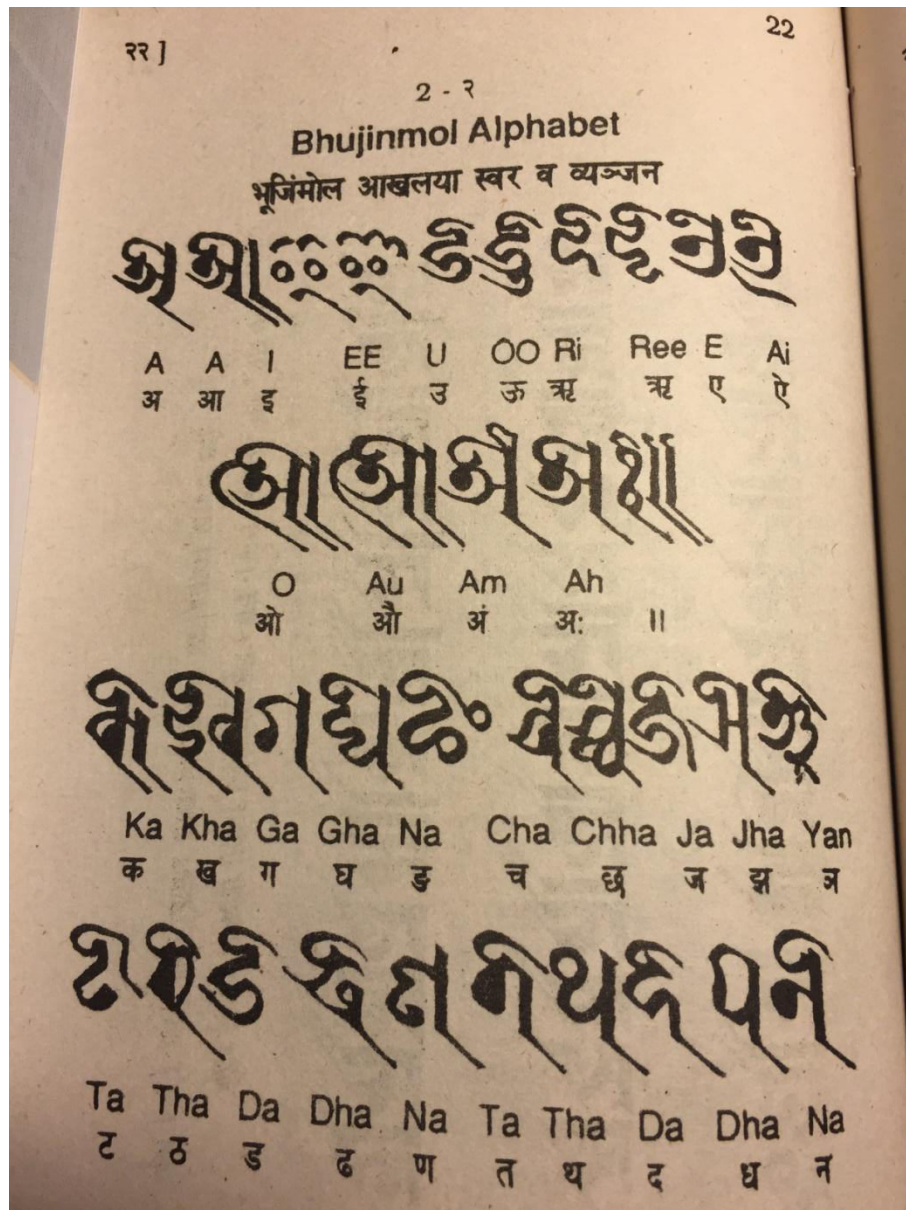 २२ ]
22
2 - २
Bhujinmol Alphabet
भूजिंमोल आखलया स्वर व व्यञ्जन
A A I EE U OO Ri Ree E Ai
अ आ इ ई उ ऊ ऋ ॠ ए ऐ
O Au Am Ah
ओ औ अं अः ॥
Ka Kha Ga Gha Na Cha Chha Ja Jha Yan
क ख ग घ ङ च छ ज झ ञ
Ta Tha Da Dha Na Ta Tha Da Dha Na
ट ठ ड ढ ण त थ द ध न